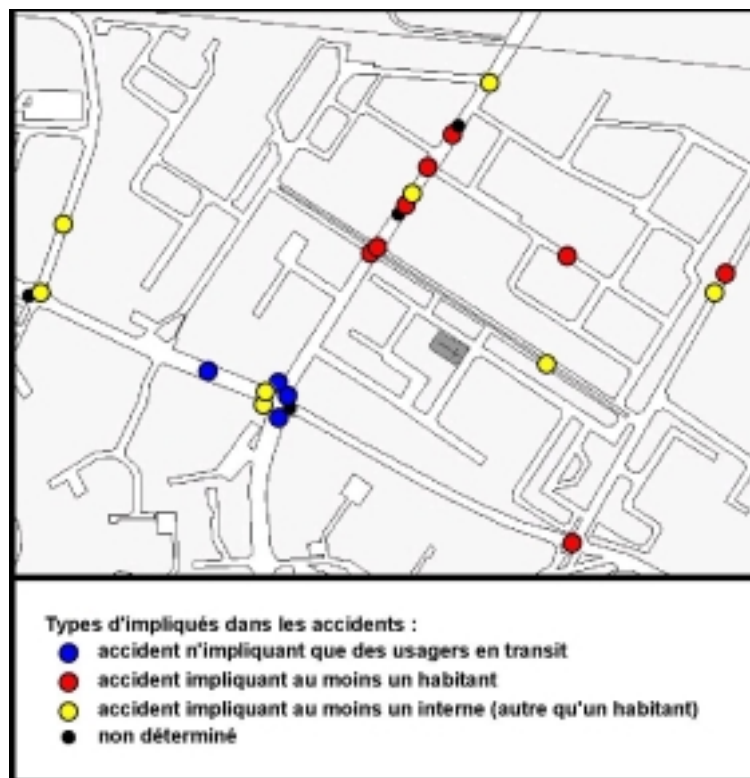 Types d'impliqués dans les accidents :
accident n'impliquant que des usagers en transit
accident impliquant au moins un habitant
accident impliquant au moins un interne (autre qu'un habitant)
non déterminé